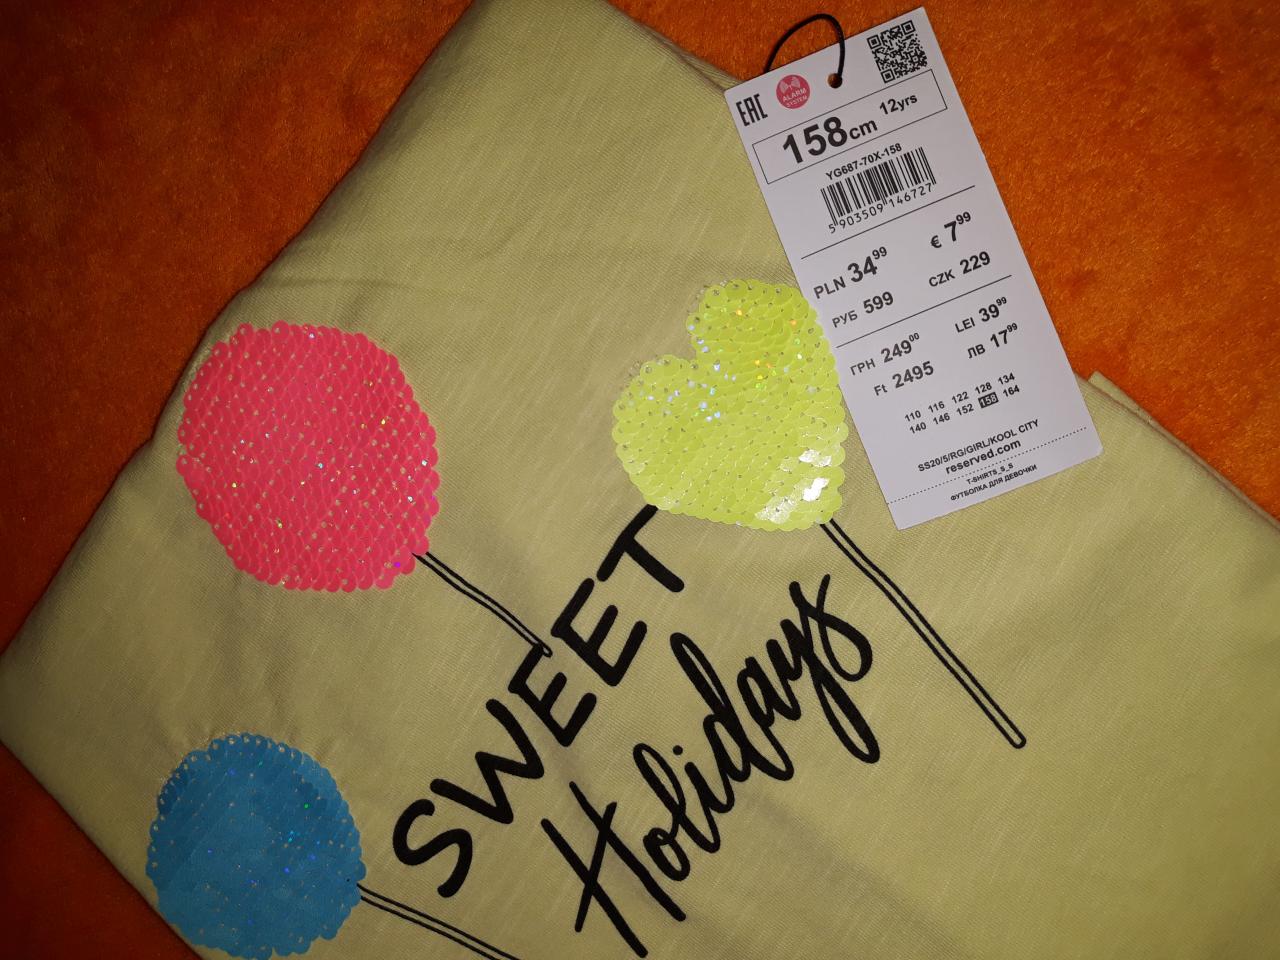 EAC
ALARM
SYSTEM
158cm 12yrs
YG687-70X-158
5 903509 146727
PLN 34⁹⁹ € 7⁹⁹
РУБ 599 CZK 229
ГРН 249⁰⁰ LEI 39⁹⁹
Ft 2495 ЛВ 17⁹⁹
110 116 122 128 134
140 146 152 158 164
SS20/5/RG/GIRL/KOOL CITY
reserved.com
T-SHIRTS_S_S
ФУТБОЛКА ДЛЯ ДЕВОЧКИ
SWEET
Holidays